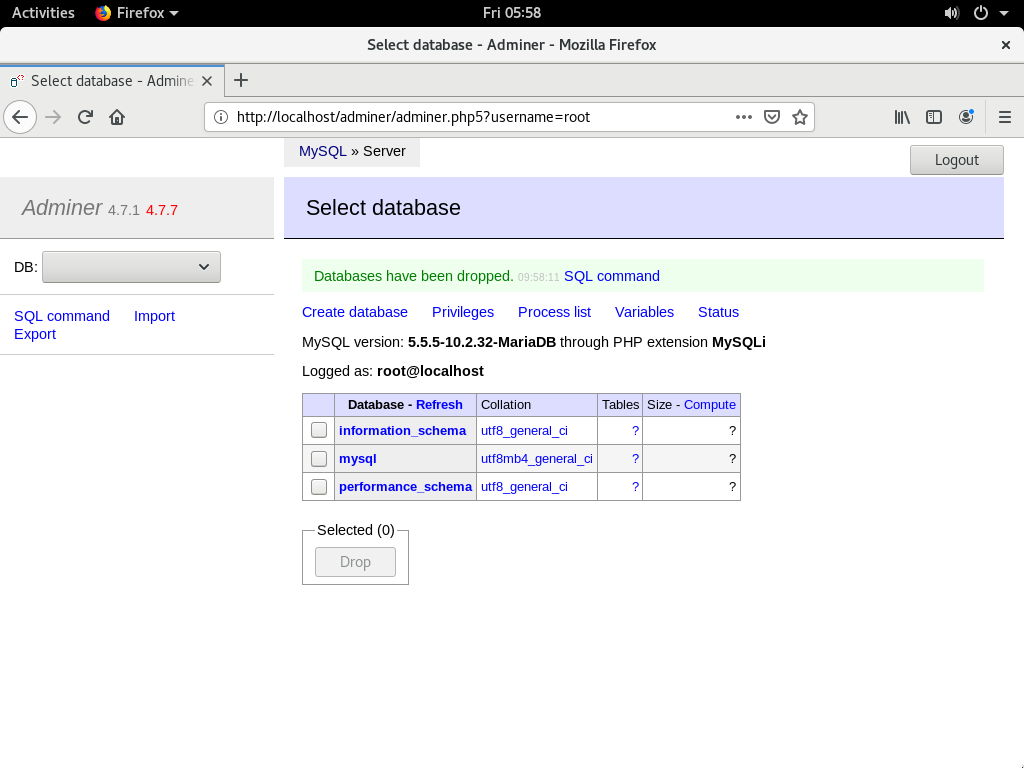 Activities Firefox Fri 05:58
Select database - Adminer - Mozilla Firefox
Select database - Admine
http://localhost/adminer/adminer.php5?username=root
MySQL » Server
Logout
Adminer 4.7.1 4.7.7
Select database
DB:
Databases have been dropped. 09:58:11 SQL command
SQL command Import
Export
Create database Privileges Process list Variables Status
MySQL version: 5.5.5-10.2.32-MariaDB through PHP extension MySQLi
Logged as: root@localhost
Database - Refresh Collation Tables Size - Compute
information_schema utf8_general_ci ? ?
mysql utf8mb4_general_ci ? ?
performance_schema utf8_general_ci ? ?
Selected (0)
Drop